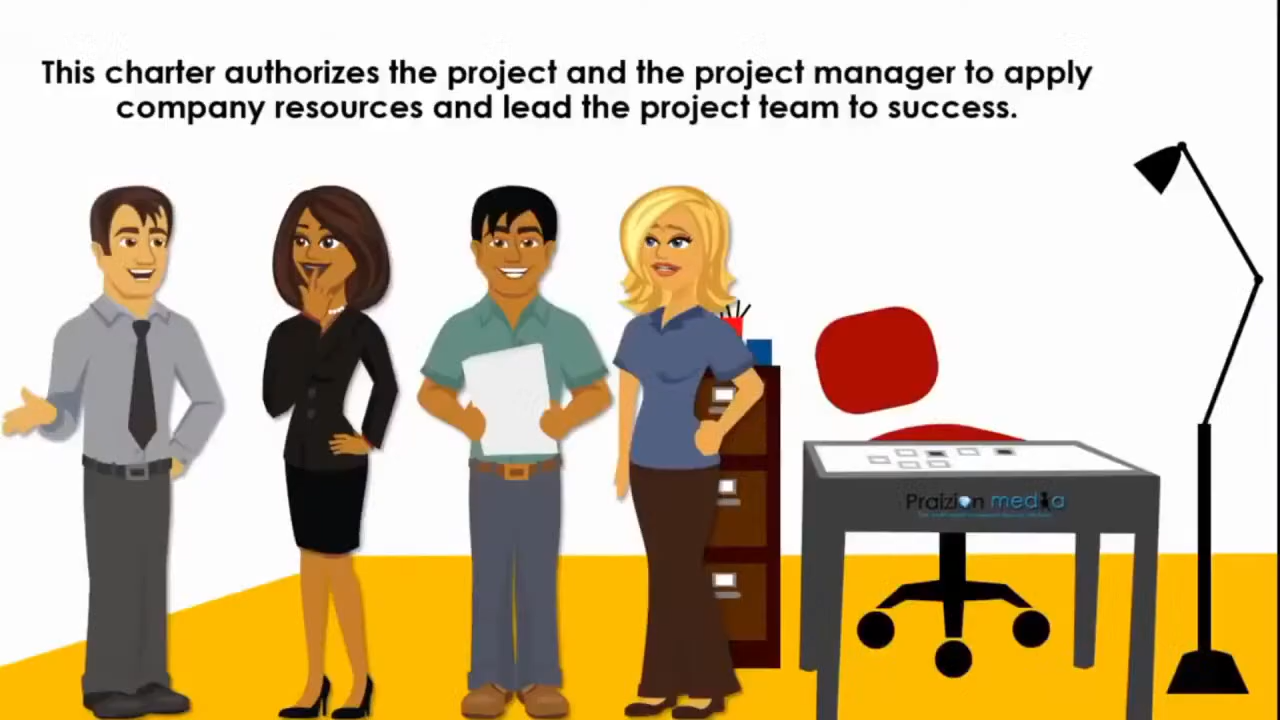 This charter authorizes the project and the project manager to apply
company resources and lead the project team to success.
Praizion media